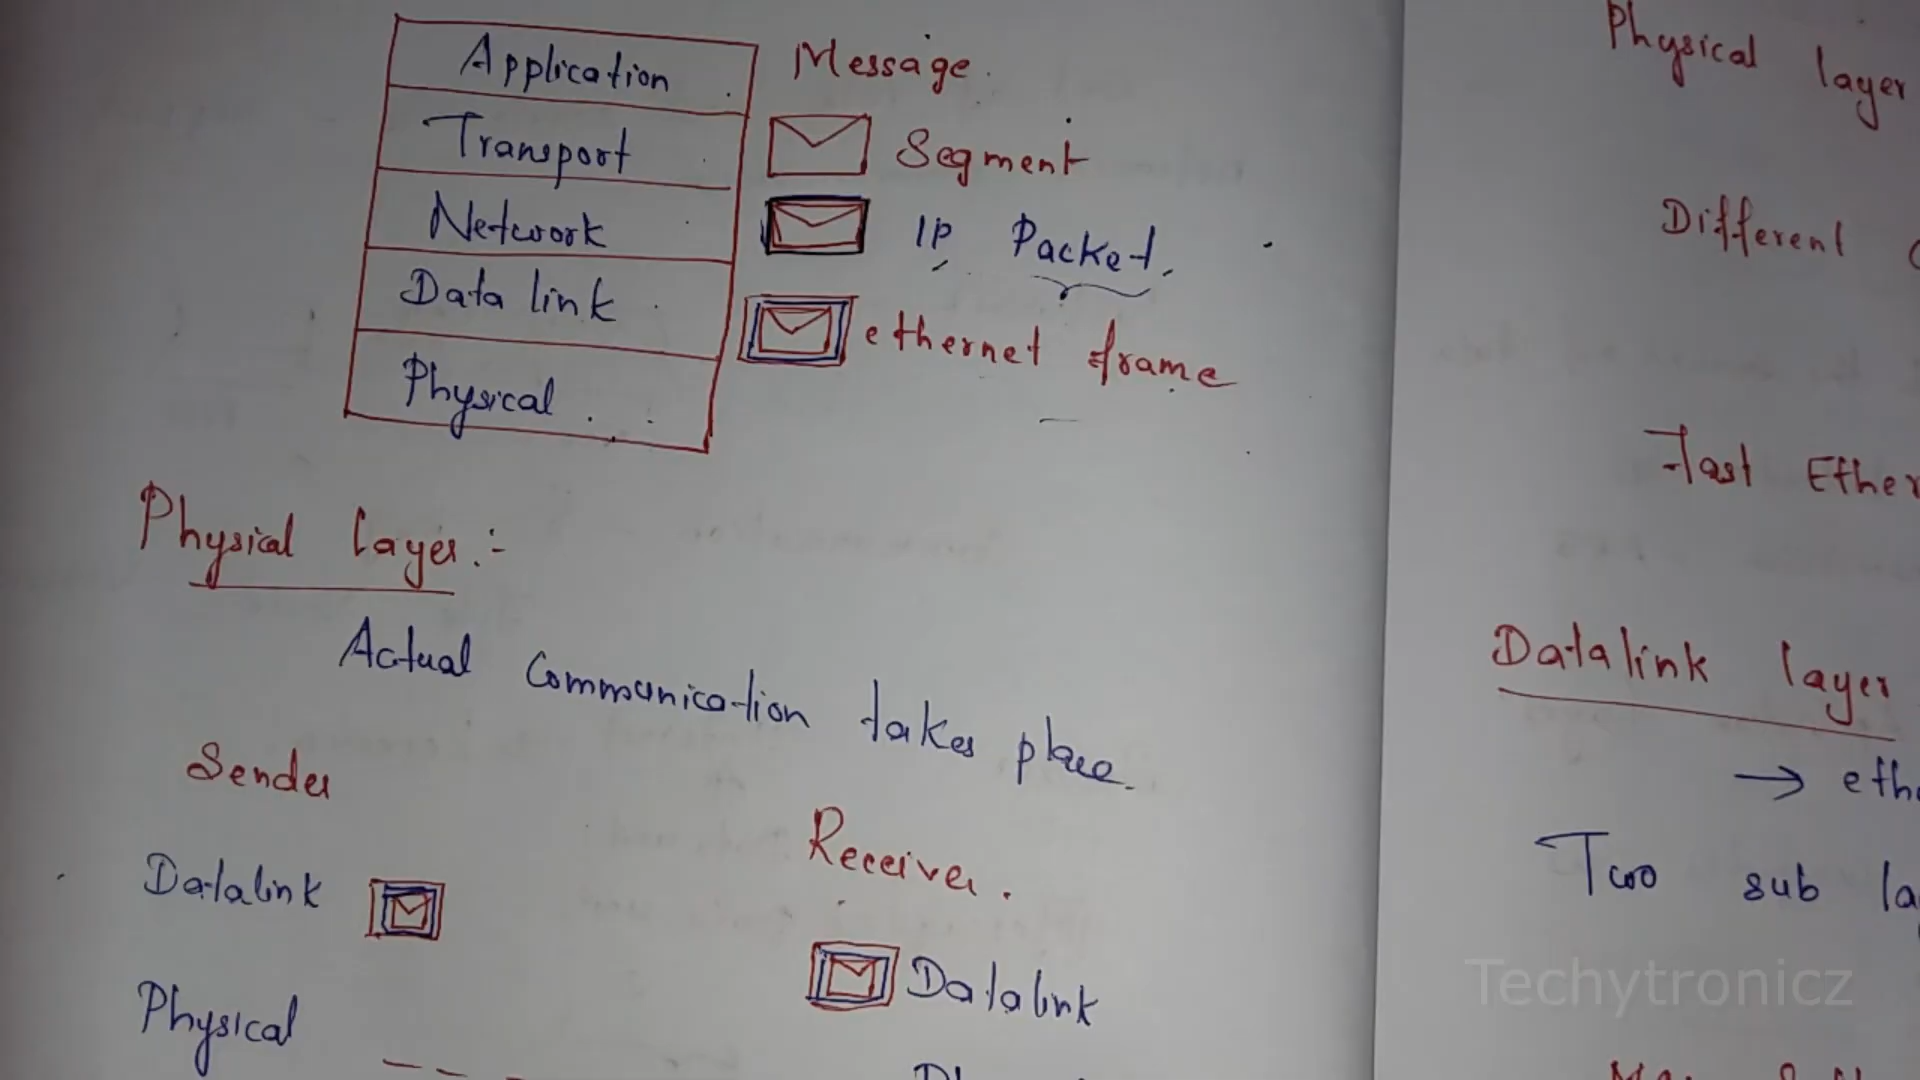 Application Message.
Transport Segment
Network IP Packet.
Data link ethernet frame
Physical
Physical layer:-
Actual Communication takes place.
Sender
Receiver.
Datalink
Datalink
Physical
Physical layer
Different
Fast Ether
Datalink layer
→ eth
Two sub la
Techytronicz